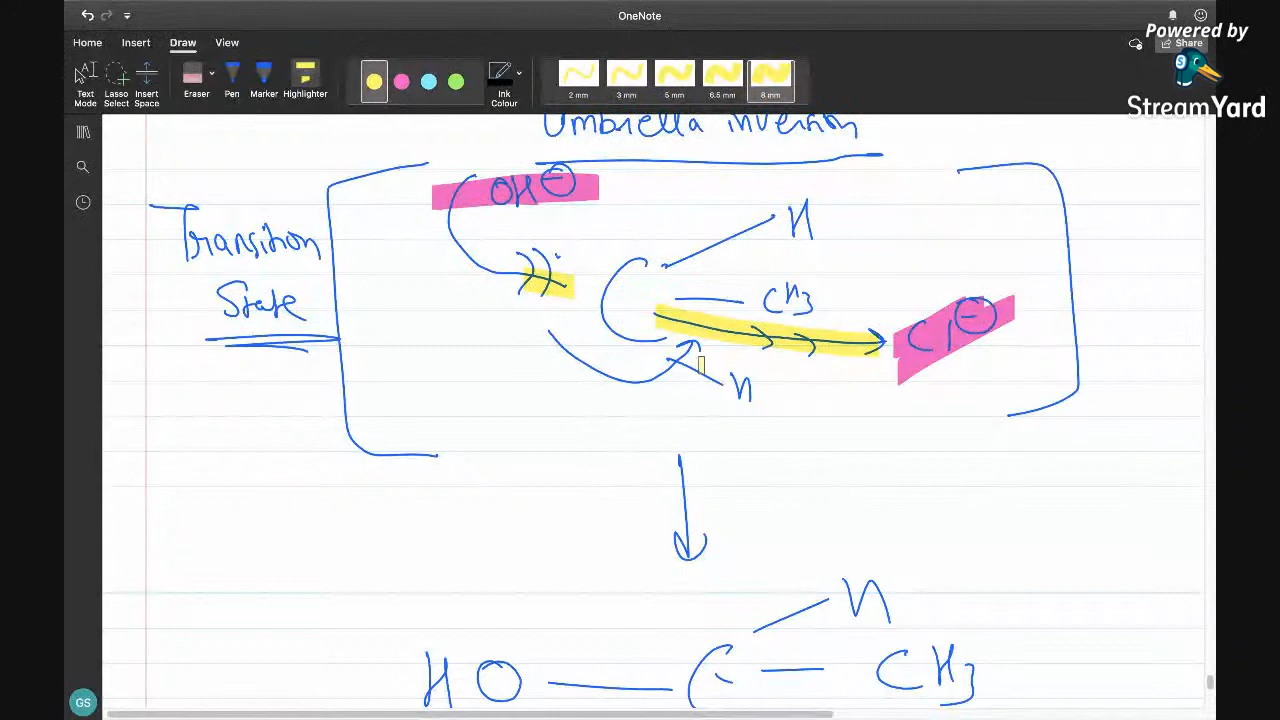 OneNote
Powered by
StreamYard
Home Insert Draw View
Share
Text Mode
Lasso Select
Insert Space
Eraser
Pen
Marker
Highlighter
Ink Colour
2 mm
3 mm
5 mm
6.5 mm
8 mm
Umbrella inversion
OH⊖
H
Transition
State
C
CH3
Cl⊖
H
H
HO — C — CH3
GS